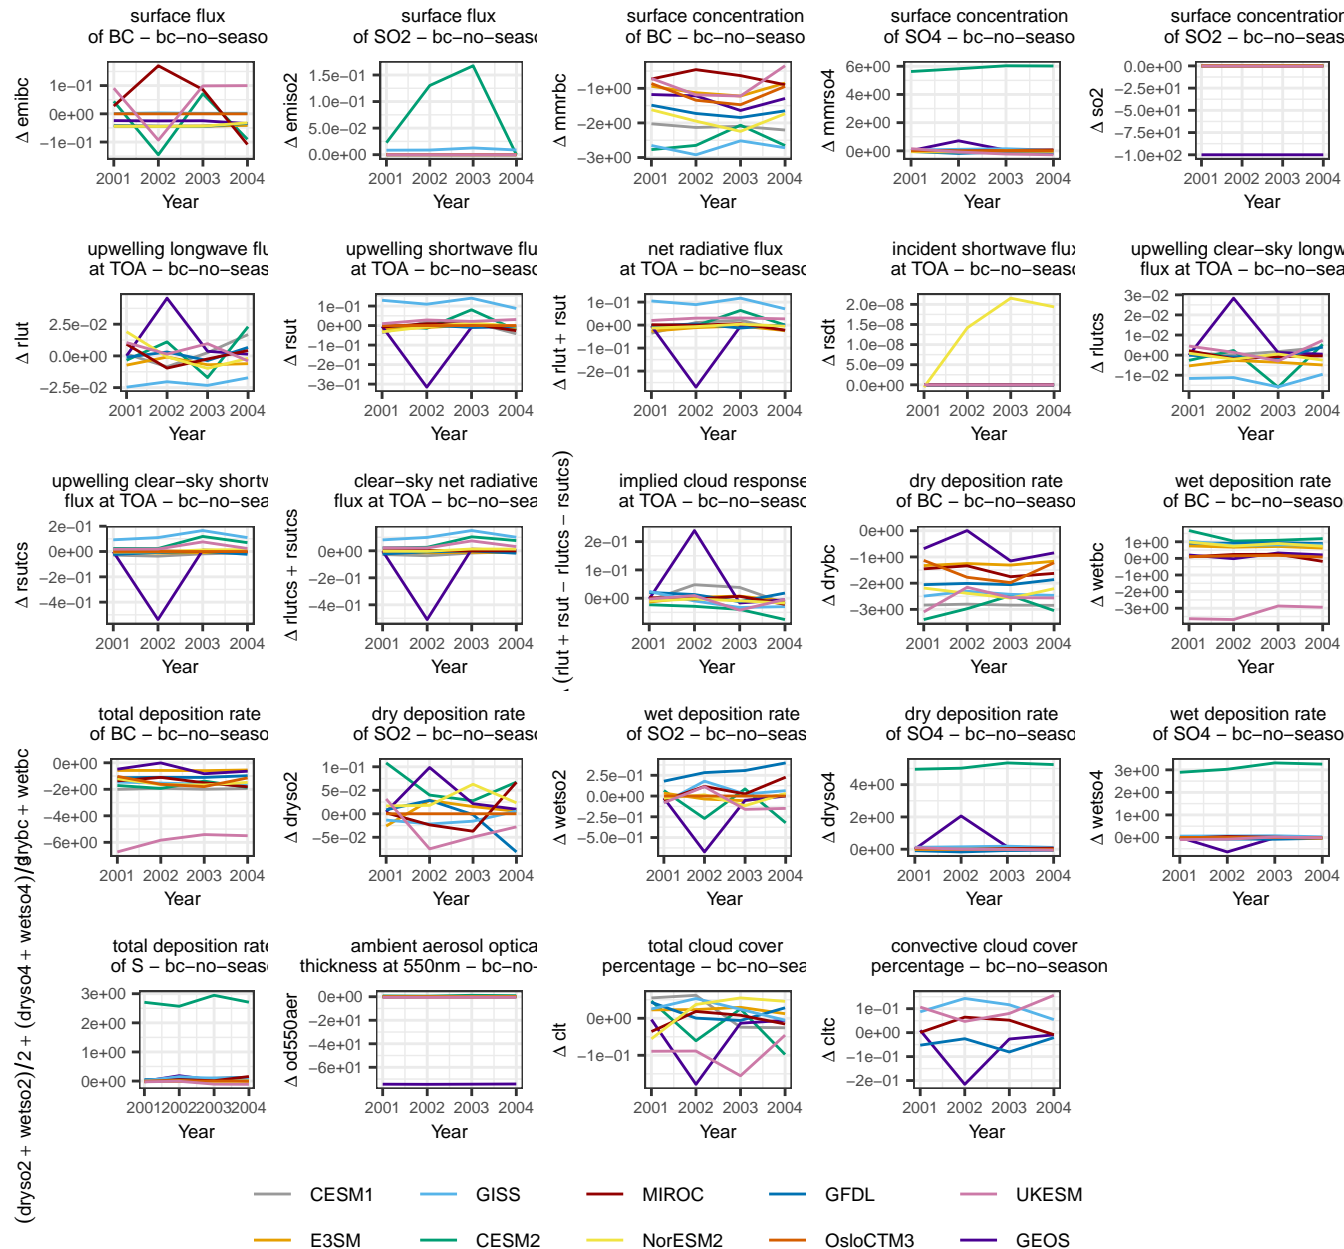 surface flux
of BC − bc−no−seaso
Δ emibc
1e−01
0e+00
−1e−01
2001 2002 2003 2004
Year
surface flux
of SO2 − bc−no−seaso
Δ emiso2
1.5e−01
1.0e−01
5.0e−02
0.0e+00
2001 2002 2003 2004
Year
surface concentration
of BC − bc−no−seaso
Δ mmrbc
−1e+00
−2e+00
−3e+00
2001 2002 2003 2004
Year
surface concentration
of SO4 − bc−no−seaso
Δ mmrso4
6e+00
4e+00
2e+00
0e+00
2001 2002 2003 2004
Year
surface concentration
of SO2 − bc−no−seaso
Δ so2
0.0e+00
−2.5e+01
−5.0e+01
−7.5e+01
−1.0e+02
2001 2002 2003 2004
Year
upwelling longwave flu
at TOA − bc−no−seaso
Δ rlut
2.5e−02
0.0e+00
−2.5e−02
2001 2002 2003 2004
Year
upwelling shortwave flu
at TOA − bc−no−seaso
Δ rsut
1e−01
0e+00
−1e−01
−2e−01
−3e−01
2001 2002 2003 2004
Year
net radiative flux
at TOA − bc−no−seaso
Δ rlut + rsut
1e−01
0e+00
−1e−01
−2e−01
2001 2002 2003 2004
Year
incident shortwave flux
at TOA − bc−no−seaso
Δ rsdt
2.0e−08
1.5e−08
1.0e−08
5.0e−09
0.0e+00
2001 2002 2003 2004
Year
upwelling clear−sky longw
flux at TOA − bc−no−sea
Δ rlutcs
3e−02
2e−02
1e−02
0e+00
−1e−02
2001 2002 2003 2004
Year
upwelling clear−sky shortw
flux at TOA − bc−no−sea
Δ rsutcs
2e−01
0e+00
−2e−01
−4e−01
2001 2002 2003 2004
Year
clear−sky net radiative
flux at TOA − bc−no−sea
Δ rlutcs + rsutcs
0e+00
−2e−01
−4e−01
2001 2002 2003 2004
Year
implied cloud response
at TOA − bc−no−seaso
(rlut + rsut − rlutcs − rsutcs)
2e−01
1e−01
0e+00
2001 2002 2003 2004
Year
dry deposition rate
of BC − bc−no−seaso
Δ drybc
0e+00
−1e+00
−2e+00
−3e+00
2001 2002 2003 2004
Year
wet deposition rate
of BC − bc−no−seaso
Δ wetbc
1e+00
0e+00
−1e+00
−2e+00
−3e+00
2001 2002 2003 2004
Year
total deposition rate
of BC − bc−no−seaso
drybc + wetbc
0e+00
−2e+00
−4e+00
−6e+00
2001 2002 2003 2004
Year
dry deposition rate
of SO2 − bc−no−seaso
Δ dryso2
1e−01
5e−02
0e+00
−5e−02
2001 2002 2003 2004
Year
wet deposition rate
of SO2 − bc−no−seaso
Δ wetso2
2.5e−01
0.0e+00
−2.5e−01
−5.0e−01
2001 2002 2003 2004
Year
dry deposition rate
of SO4 − bc−no−seaso
Δ dryso4
4e+00
2e+00
0e+00
2001 2002 2003 2004
Year
wet deposition rate
of SO4 − bc−no−seaso
Δ wetso4
3e+00
2e+00
1e+00
0e+00
2001 2002 2003 2004
Year
total deposition rate
of S − bc−no−seaso
(dryso2 + wetso2)/2 + (dryso4 + wetso4)/3
3e+00
2e+00
1e+00
0e+00
2001 2002 2003 2004
Year
ambient aerosol optica
thickness at 550nm − bc−no−
Δ od550aer
0e+00
−2e+01
−4e+01
−6e+01
2001 2002 2003 2004
Year
total cloud cover
percentage − bc−no−sea
Δ clt
0e+00
−1e−01
2001 2002 2003 2004
Year
convective cloud cover
percentage − bc−no−season
Δ cltc
1e−01
0e+00
−1e−01
−2e−01
2001 2002 2003 2004
Year
CESM1 GISS MIROC GFDL UKESM
E3SM CESM2 NorESM2 OsloCTM3 GEOS